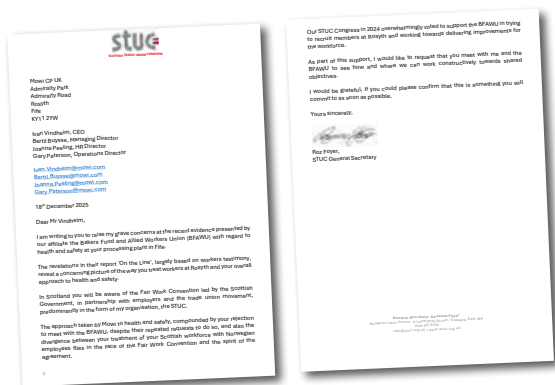 stuc
Mowi CP UK
Admiralty Park
Admiralty Road
Rosyth
Fife
KY11 2YW
Ivan Vindheim, CEO
Bertil Buysse, Managing Director
Joanna Peeling, HR Director
Gary Paterson, Operations Director
Ivan.Vindheim@mowi.com
Bertil.Buysse@mowi.com
Joanna.Peeling@mowi.com
Gary.Paterson@mowi.com
18th December 2025
Dear Mr Vindheim,
I am writing to you to raise my grave concerns at the recent evidence presented by
our affiliate the Bakers Food and Allied Workers Union (BFAWU) with regard to
health and safety at your processing plant in Fife.
The revelations in their report 'On the Line', largely based on workers testimony,
reveal a concerning picture of the way you treat workers at Rosyth and your overall
approach to health and safety.
In Scotland you will be aware of the Fair Work Convention led by the Scottish
Government, in partnership with employers and the trade union movement,
predominantly in the form of my organisation, the STUC.
The approach taken by Mowi to health and safety, compounded by your rejection
to meet with the BFAWU, despite their repeated requests to do so, and also the
divergence between your treatment of your Scottish workforce with Norwegian
employees flies in the face of the Fair Work Convention and the spirit of the
agreement.
Our STUC Congress in 2024 overwhelmingly voted to support the BFAWU in trying
to recruit members at Rosyth and working towards delivering improvements for
the workforce.
As part of this support, I would like to request that you meet with me and the
BFAWU to see how and where we can work constructively towards shared
objectives.
I would be grateful, if you could please confirm that this is something you will
commit to as soon as possible.
Yours sincerely,
Roz Foyer,
STUC General Secretary